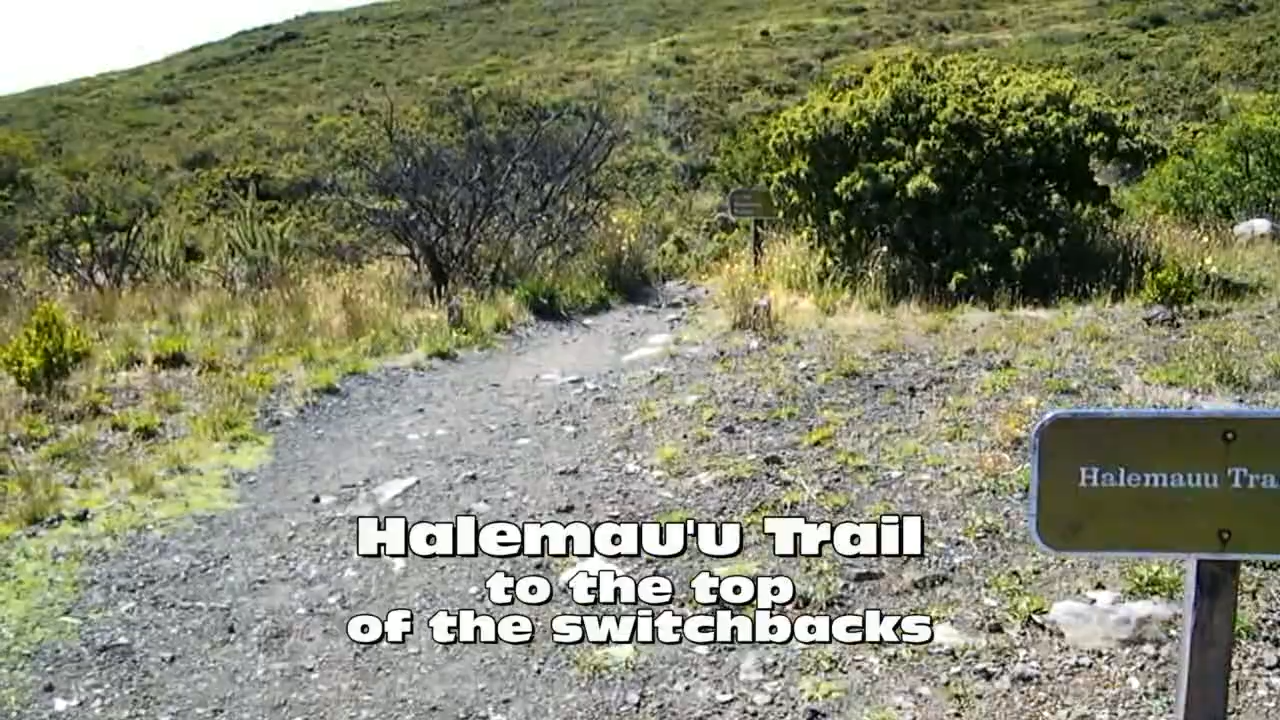 Halemauu Tra
Halemau'u Trail
to the top
of the switchbacks